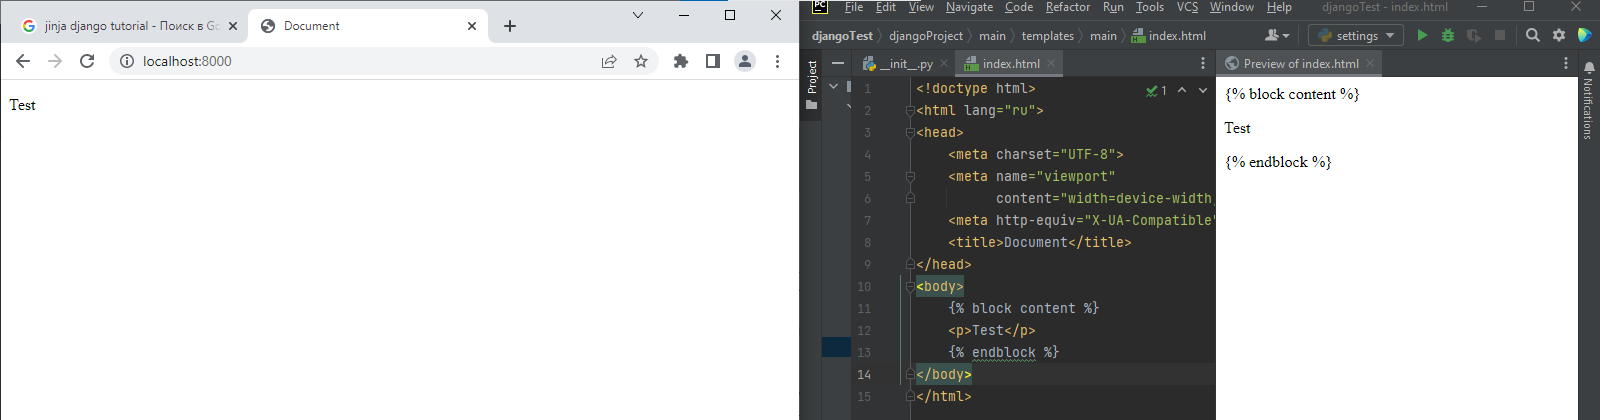 jinja django tutorial - Поиск в Go
Document
localhost:8000
Test
PC
File Edit View Navigate Code Refactor Run Tools VCS Window Help djangoTest - index.html
djangoTest djangoProject main templates main index.html settings
Project
__init__.py index.html
1
1 <!doctype html>
2 <html lang="ru">
3 <head>
4 <meta charset="UTF-8">
5 <meta name="viewport"
6 content="width=device-width,
7 <meta http-equiv="X-UA-Compatible"
8 <title>Document</title>
9 </head>
10 <body>
11 {% block content %}
12 <p>Test</p>
13 {% endblock %}
14 </body>
15 </html>
Preview of index.html
{% block content %}
Test
{% endblock %}
Notifications